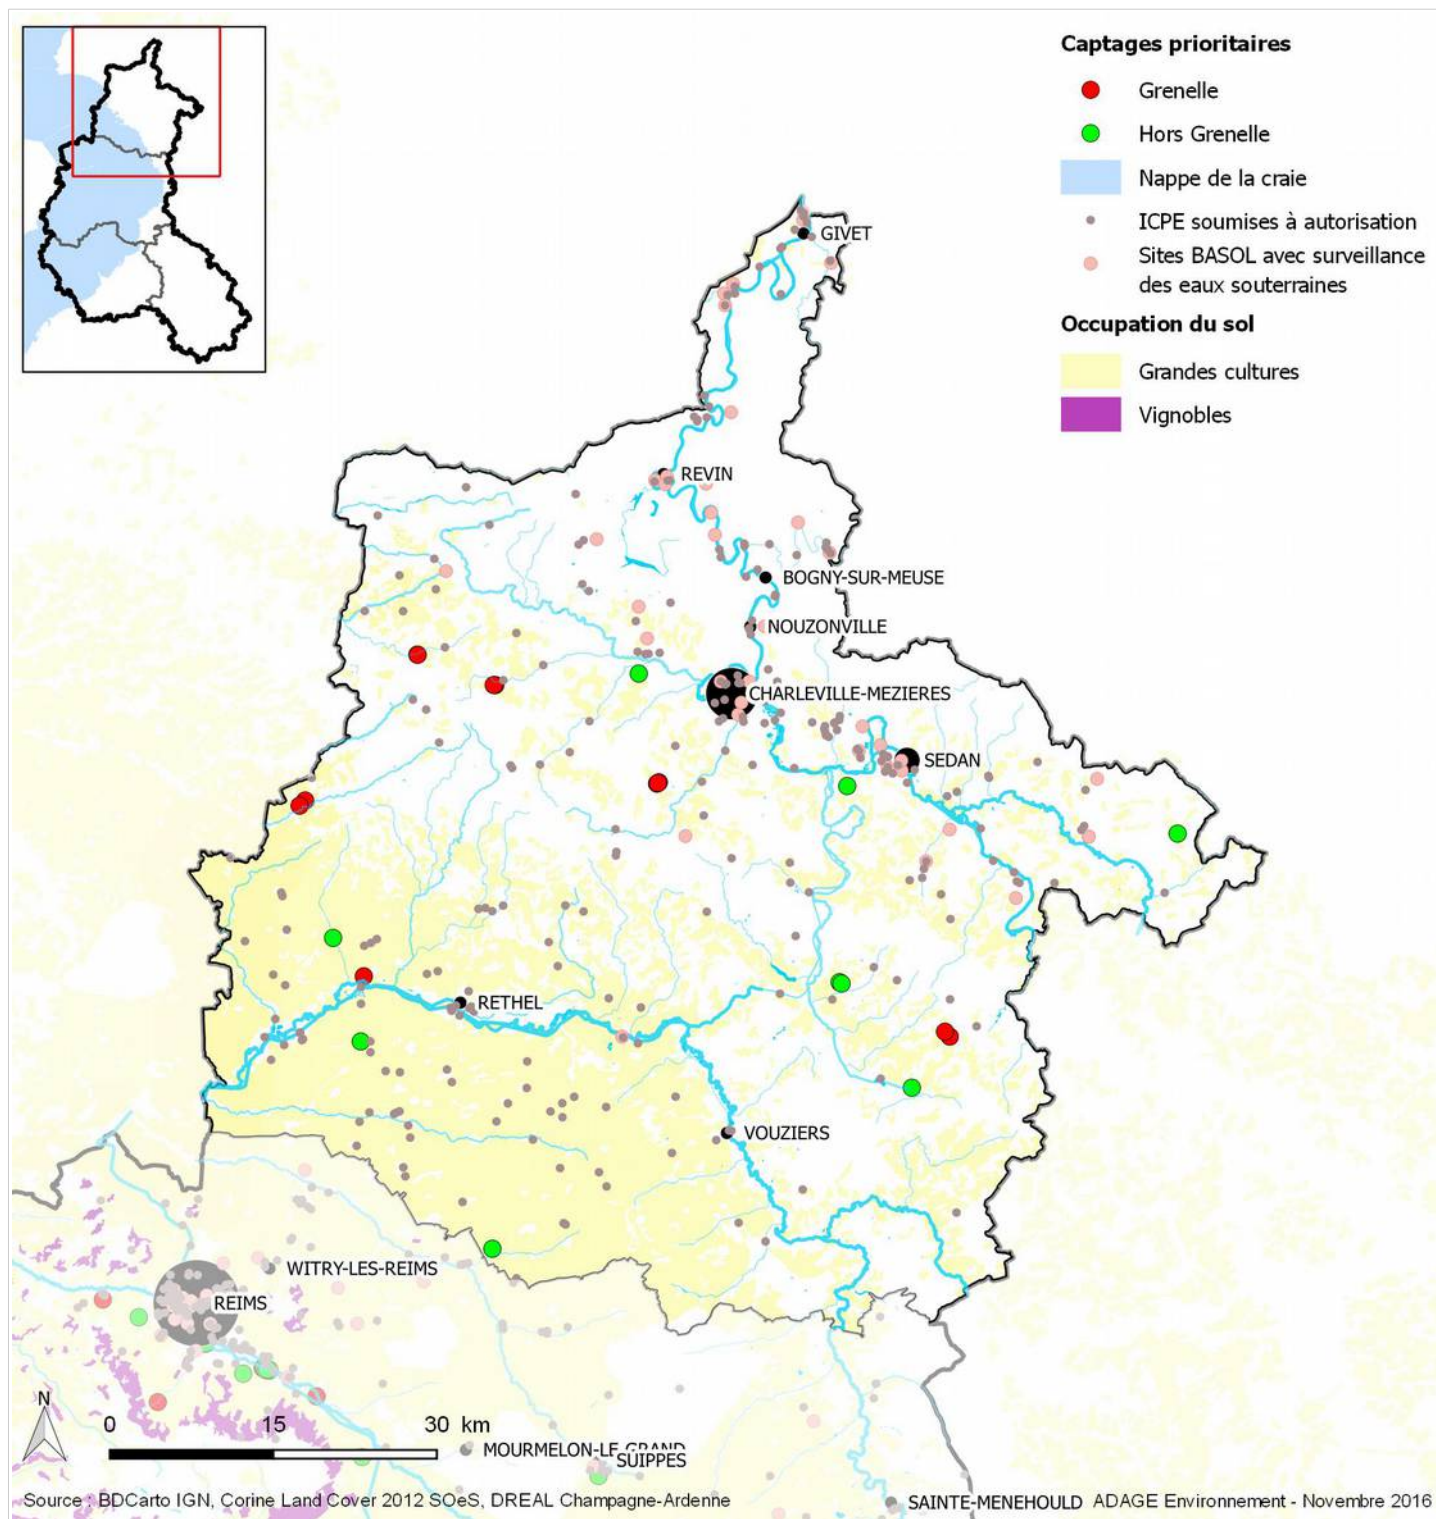 Captages prioritaires
Grenelle
Hors Grenelle
Nappe de la craie
ICPE soumises à autorisation
Sites BASOL avec surveillance
des eaux souterraines
Occupation du sol
Grandes cultures
Vignobles
GIVET
REVIN
BOGNY-SUR-MEUSE
NOUZONVILLE
CHARLEVILLE-MEZIERES
SEDAN
RETHEL
VOUZIERS
WITRY-LES-REIMS
REIMS
N
0 15 30 km
MOURMELON-LE-GRAND
SUIPPES
Source : BDCarto IGN, Corine Land Cover 2012 SOeS, DREAL Champagne-Ardenne
SAINTE-MENEHOULD
ADAGE Environnement - Novembre 2016